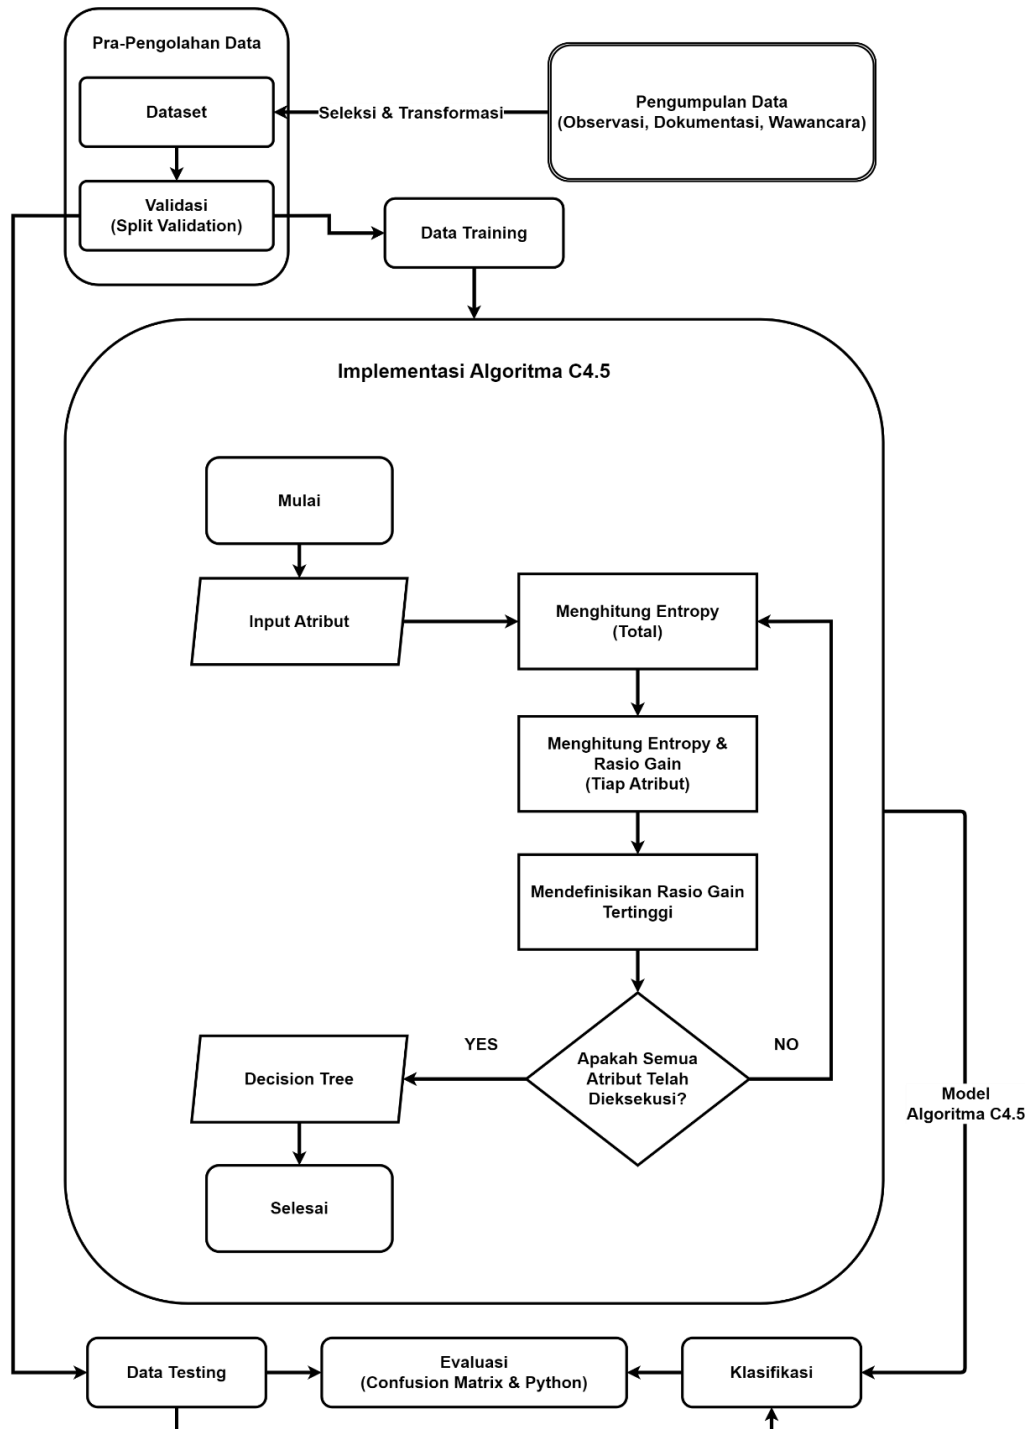 Pra-Pengolahan Data
Dataset
Seleksi & Transformasi
Pengumpulan Data
(Observasi, Dokumentasi, Wawancara)
Validasi
(Split Validation)
Data Training
Implementasi Algoritma C4.5
Mulai
Input Atribut
Menghitung Entropy
(Total)
Menghitung Entropy &
Rasio Gain
(Tiap Atribut)
Mendefinisikan Rasio Gain
Tertinggi
Apakah Semua
Atribut Telah
Dieksekusi?
YES
NO
Decision Tree
Selesai
Model
Algoritma C4.5
Data Testing
Evaluasi
(Confusion Matrix & Python)
Klasifikasi